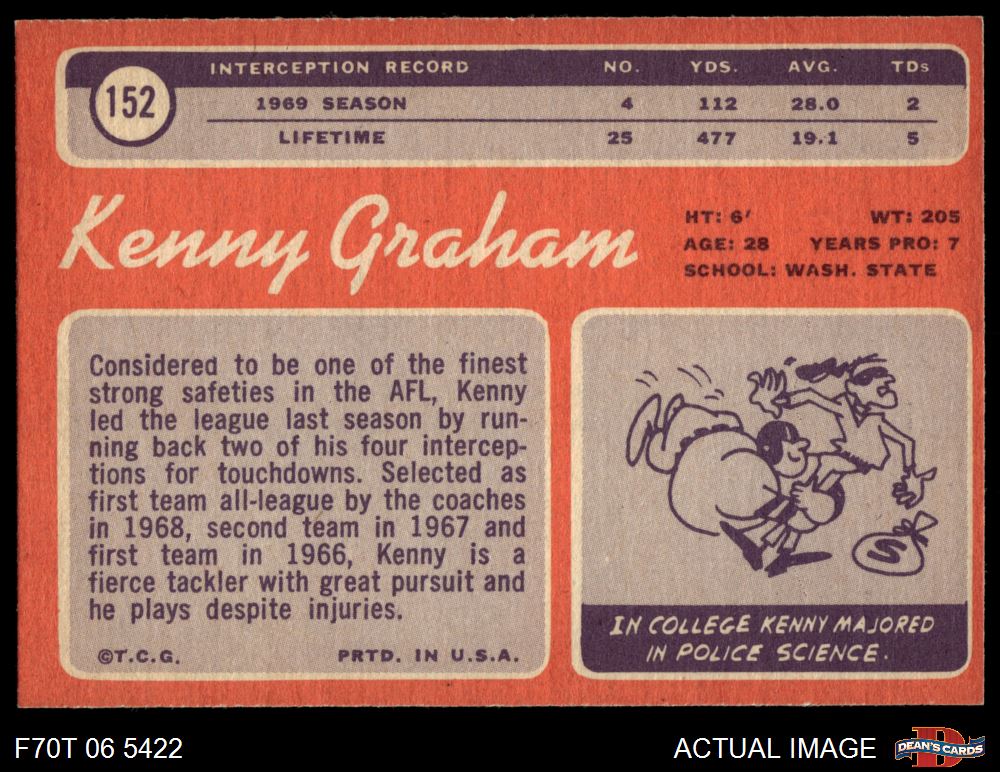 152
INTERCEPTION RECORD NO. YDS. AVG. TDs
1969 SEASON 4 112 28.0 2
LIFETIME 25 477 19.1 5
Kenny Graham
HT: 6' WT: 205
AGE: 28 YEARS PRO: 7
SCHOOL: WASH. STATE
Considered to be one of the finest
strong safeties in the AFL, Kenny
led the league last season by run-
ning back two of his four intercep-
tions for touchdowns. Selected as
first team all-league by the coaches
in 1968, second team in 1967 and
first team in 1966, Kenny is a
fierce tackler with great pursuit and
he plays despite injuries.
©T.C.G. PRTD. IN U.S.A.
S
IN COLLEGE KENNY MAJORED
IN POLICE SCIENCE.
F70T 06 5422
ACTUAL IMAGE
D
DEAN'S CARDS